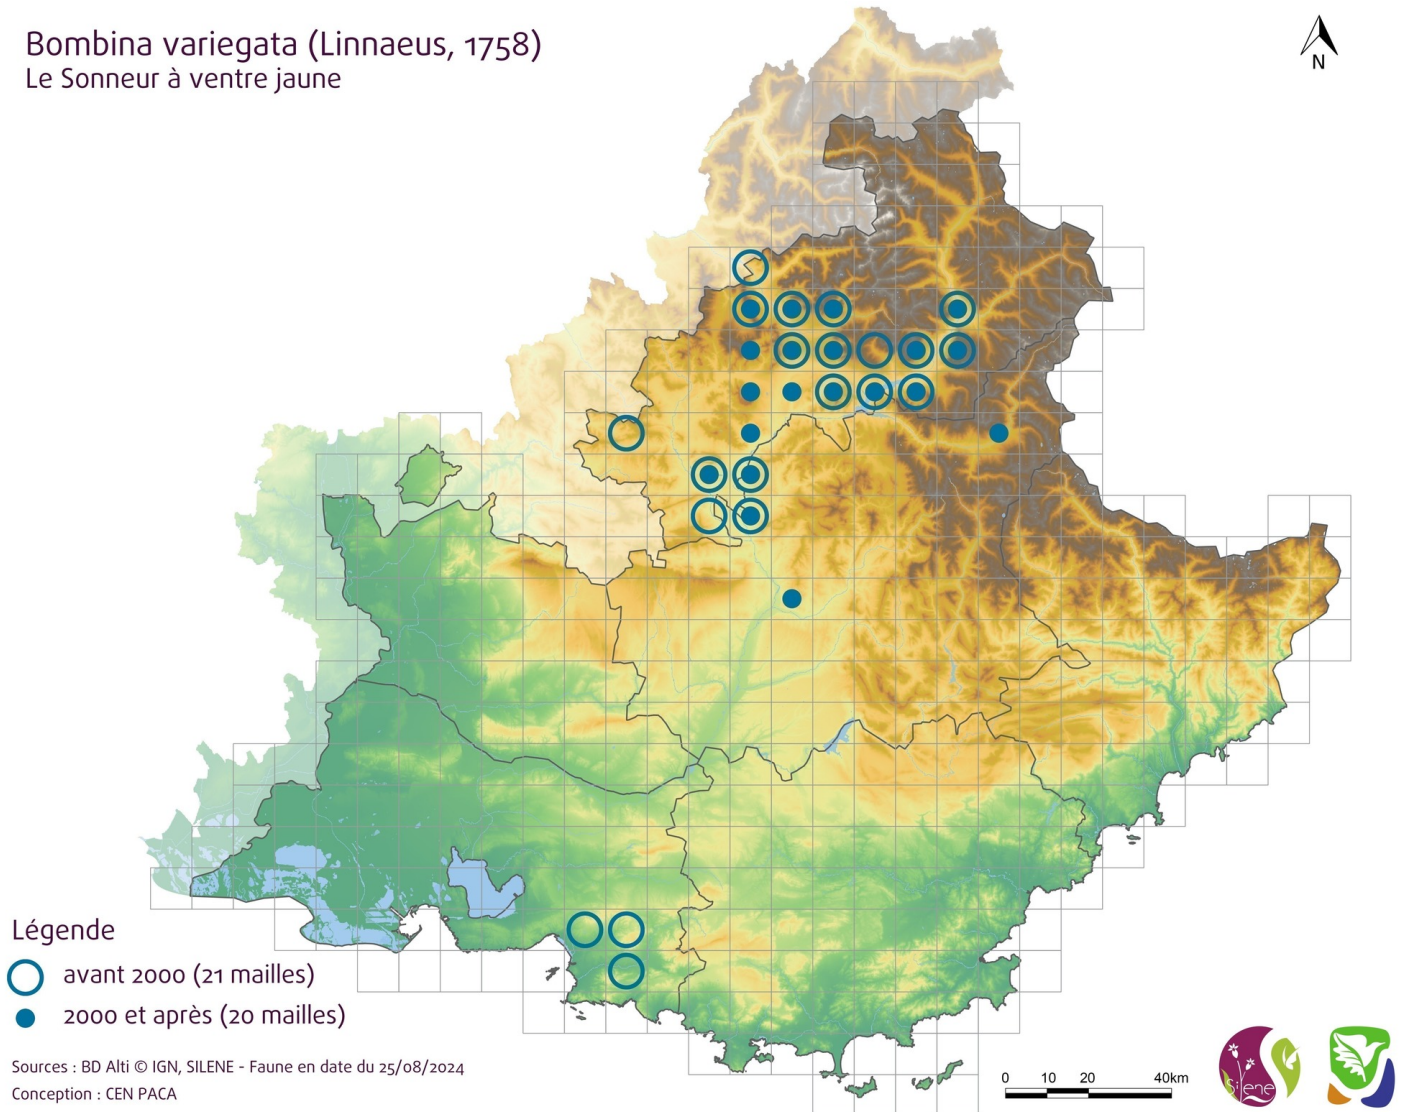 Bombina variegata (Linnaeus, 1758)
Le Sonneur à ventre jaune
N
Légende
avant 2000 (21 mailles)
2000 et après (20 mailles)
Sources : BD Alti © IGN, SILENE - Faune en date du 25/08/2024
Conception : CEN PACA
0 10 20 40km
Silene